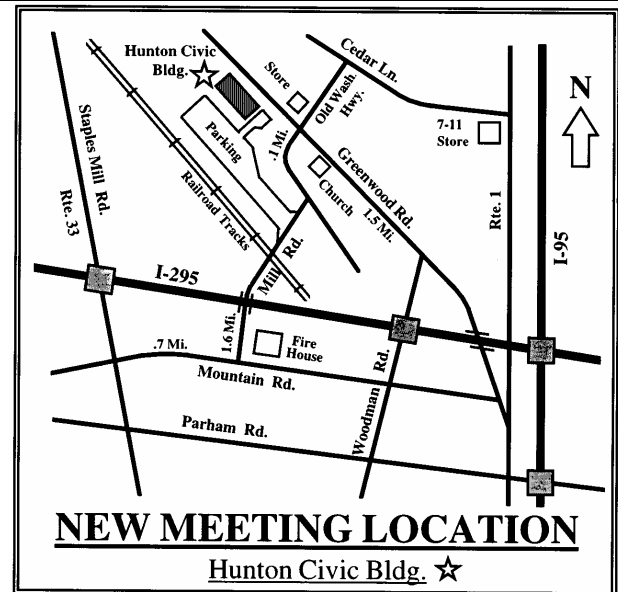 Hunton Civic
Bldg.
Store
Cedar Ln.
Old Wash.
Hwy.
N
7-11
Store
Staples Mill Rd.
Rte. 33
Parking
.1 Mi.
Railroad Tracks
Church
Greenwood Rd.
1.5 Mi.
Rte. 1
I-95
I-295
Mill Rd.
1.6 Mi.
Fire
House
.7 Mi.
Mountain Rd.
Woodman Rd.
Parham Rd.
NEW MEETING LOCATION
Hunton Civic Bldg.